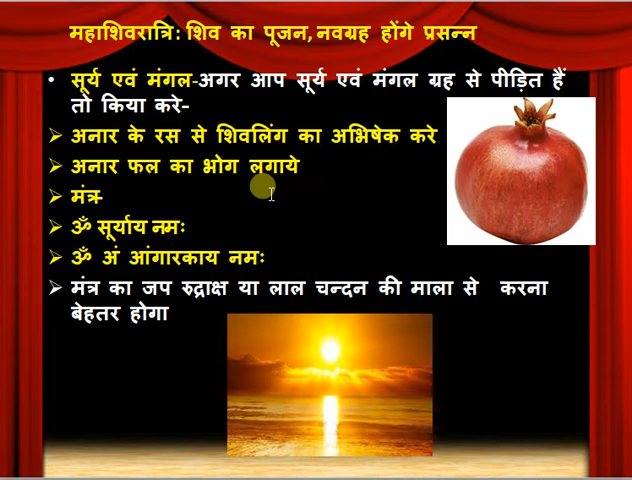 महाशिवरात्रि: शिव का पूजन, नवग्रह होंगे प्रसन्न
• सूर्य एवं मंगल-अगर आप सूर्य एवं मंगल ग्रह से पीड़ित हैं
तो किया करे-
➢ अनार के रस से शिवलिंग का अभिषेक करे
➢ अनार फल का भोग लगाये
➢ मंत्र-
➢ ॐ सूर्याय नमः
➢ ॐ अं आंगारकाय नमः
➢ मंत्र का जप रुद्राक्ष या लाल चन्दन की माला से करना
बेहतर होगा